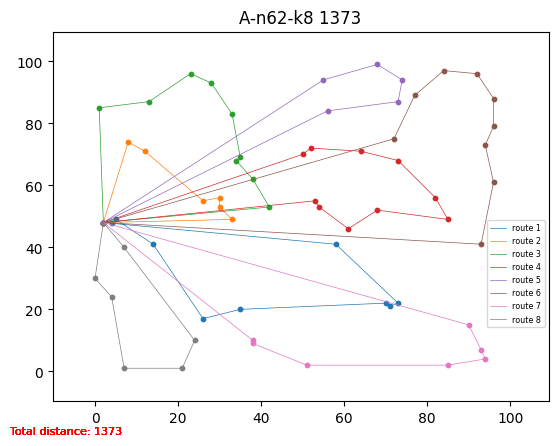 A-n62-k8 1373
100
80
60
40
20
0
0 20 40 60 80 100
route 1
route 2
route 3
route 4
route 5
route 6
route 7
route 8
Total distance: 1373